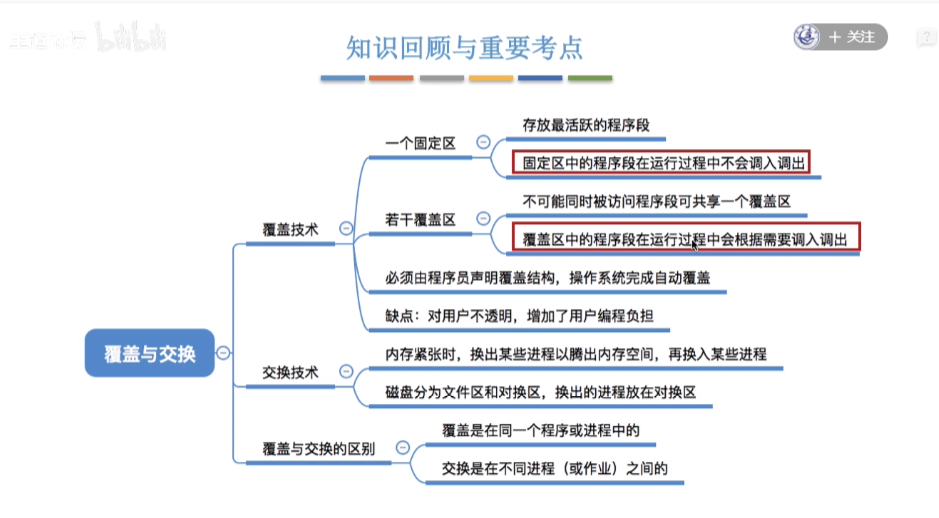 bilibili
知识回顾与重要考点
+ 关注
?
存放最活跃的程序段
一个固定区
固定区中的程序段在运行过程中不会调入调出
不可能同时被访问程序段可共享一个覆盖区
若干覆盖区
覆盖技术
覆盖区中的程序段在运行过程中会根据需要调入调出
必须由程序员声明覆盖结构，操作系统完成自动覆盖
缺点：对用户不透明，增加了用户编程负担
覆盖与交换
内存紧张时，换出某些进程以腾出内存空间，再换入某些进程
交换技术
磁盘分为文件区和对换区，换出的进程放在对换区
覆盖是在同一个程序或进程中的
覆盖与交换的区别
交换是在不同进程（或作业）之间的